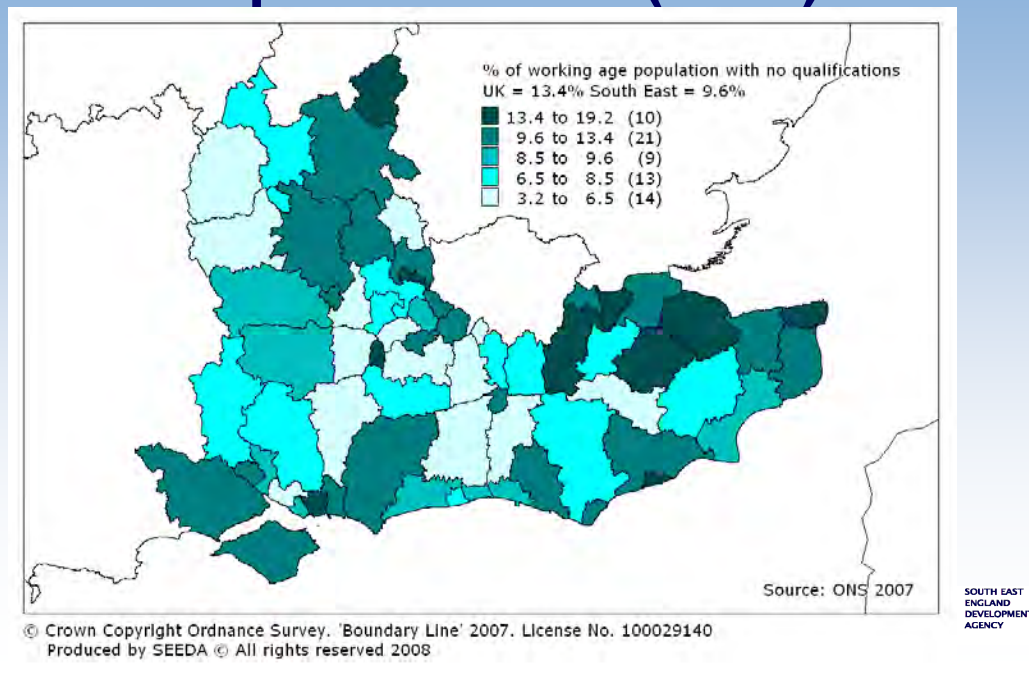 % of working age population with no qualifications
UK = 13.4% South East = 9.6%
13.4 to 19.2 (10)
9.6 to 13.4 (21)
8.5 to 9.6 (9)
6.5 to 8.5 (13)
3.2 to 6.5 (14)
Source: ONS 2007
SOUTH EAST
ENGLAND
DEVELOPMENT
AGENCY
© Crown Copyright Ordnance Survey. 'Boundary Line' 2007. License No. 100029140
Produced by SEEDA © All rights reserved 2008